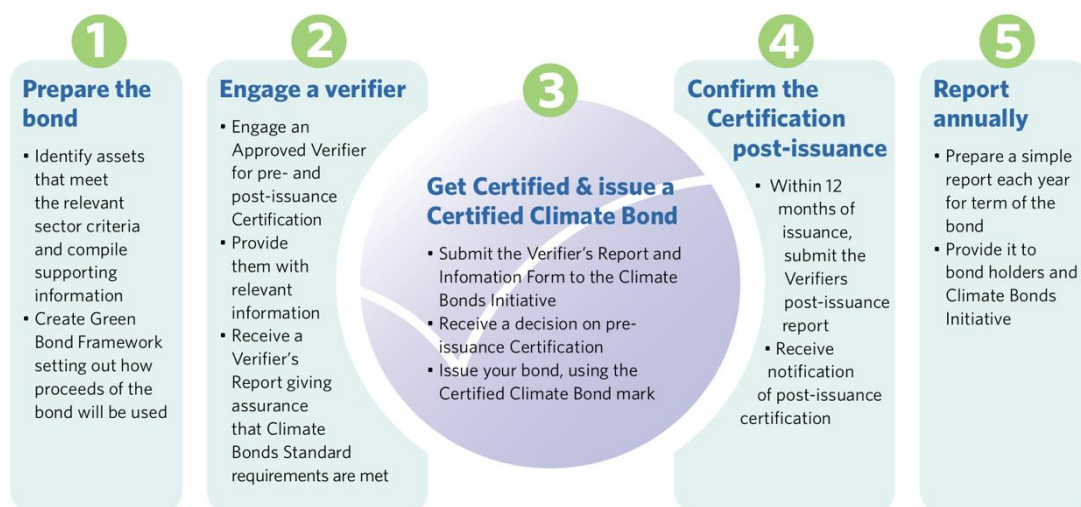 1
Prepare the
bond
• Identify assets
that meet
the relevant
sector criteria
and compile
supporting
information
• Create Green
Bond Framework
setting out how
proceeds of the
bond will be used
2
Engage a verifier
• Engage an
Approved Verifier
for pre- and
post-issuance
Certification
• Provide
them with
relevant
information
• Receive a
Verifier's
Report giving
assurance
that Climate
Bonds Standard
requirements are met
3
Get Certified & issue a
Certified Climate Bond
• Submit the Verifier's Report and
Infomation Form to the Climate
Bonds Initiative
• Receive a decision on pre-
issuance Certification
• Issue your bond, using the
Certified Climate Bond mark
4
Confirm the
Certification
post-issuance
• Within 12
months of
issuance,
submit the
Verifiers
post-issuance
report
• Receive
notification
of post-issuance
certification
5
Report
annually
• Prepare a simple
report each year
for term of the
bond
• Provide it to
bond holders and
Climate Bonds
Initiative